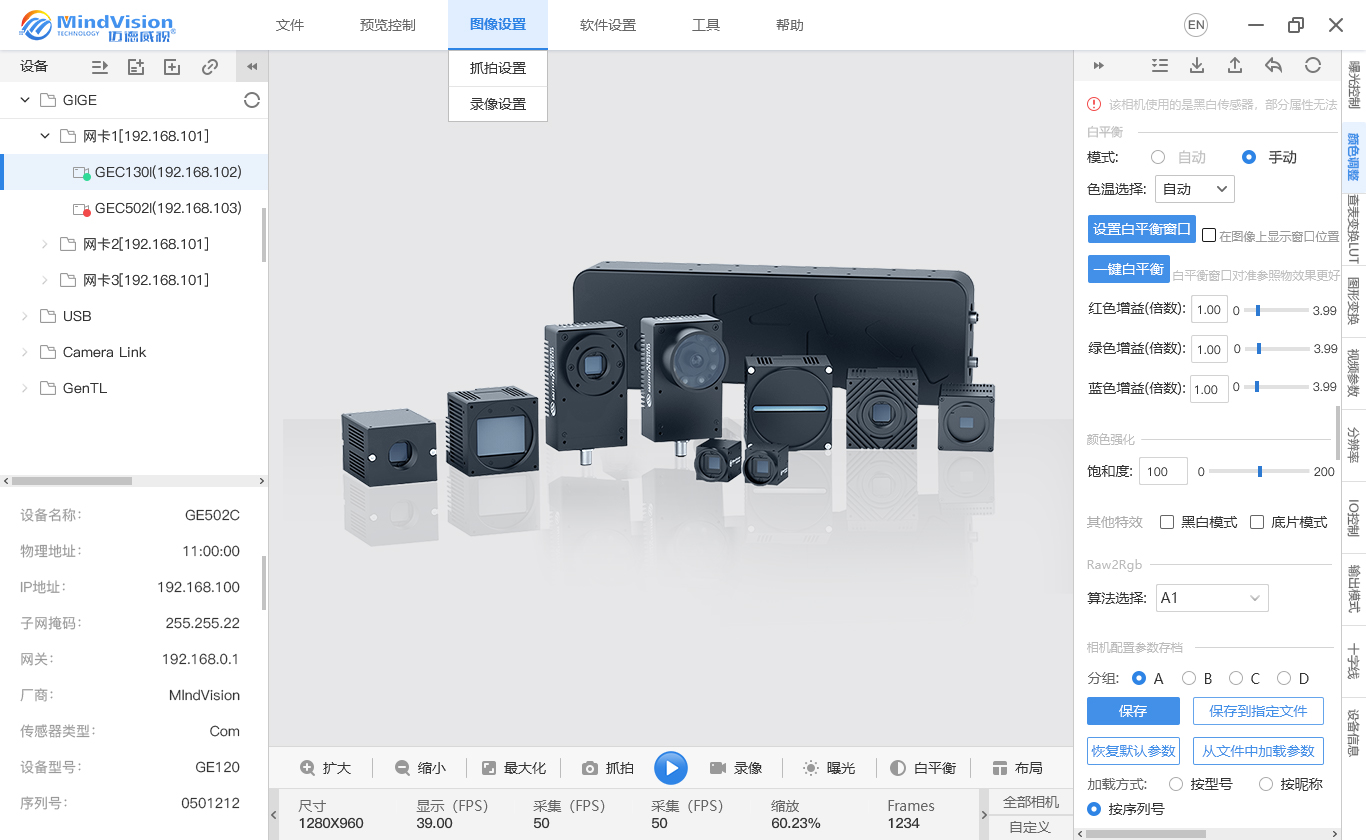 MindVision
TECHNOLOGY 迈德威视®
文件 预览控制 图像设置 软件设置 工具 帮助 EN
抓拍设置
录像设置
设备
GIGE
网卡1[192.168.101]
GEC130I(192.168.102)
GEC502I(192.168.103)
网卡2[192.168.101]
网卡3[192.168.101]
USB
Camera Link
GenTL
设备名称: GE502C
物理地址: 11:00:00
IP地址: 192.168.100
子网掩码: 255.255.22
网关: 192.168.0.1
厂商: MIndVision
传感器类型: Com
设备型号: GE120
序列号: 0501212
扩大 缩小 最大化 抓拍 录像 曝光 白平衡 布局
尺寸 显示（FPS） 采集（FPS） 采集（FPS） 缩放 Frames
1280X960 39.00 50 50 60.23% 1234
全部相机
自定义
该相机使用的是黑白传感器，部分属性无法
白平衡
模式: 自动 手动
色温选择: 自动
设置白平衡窗口 在图像上显示窗口位置
一键白平衡 白平衡窗口对准参照物效果更好
红色增益(倍数): 1.00 0 3.99
绿色增益(倍数): 1.00 0 3.99
蓝色增益(倍数): 1.00 0 3.99
颜色强化
饱和度: 100 0 200
其他特效 黑白模式 底片模式
Raw2Rgb
算法选择: A1
相机配置参数存档
分组: A B C D
保存 保存到指定文件
恢复默认参数 从文件中加载参数
加载方式: 按型号 按昵称
按序列号
曝光控制
颜色调整
查表变换LUT
图形变换
视频参数
分辨率
IO控制
输出模式
十字线
设备信息